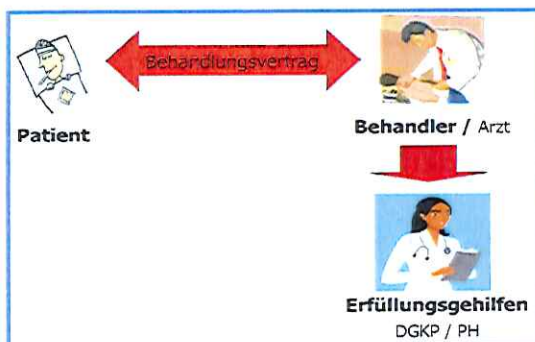 Behandlungsvertrag
Patient
Behandler / Arzt
Erfüllungsgehilfen
DGKP / PH